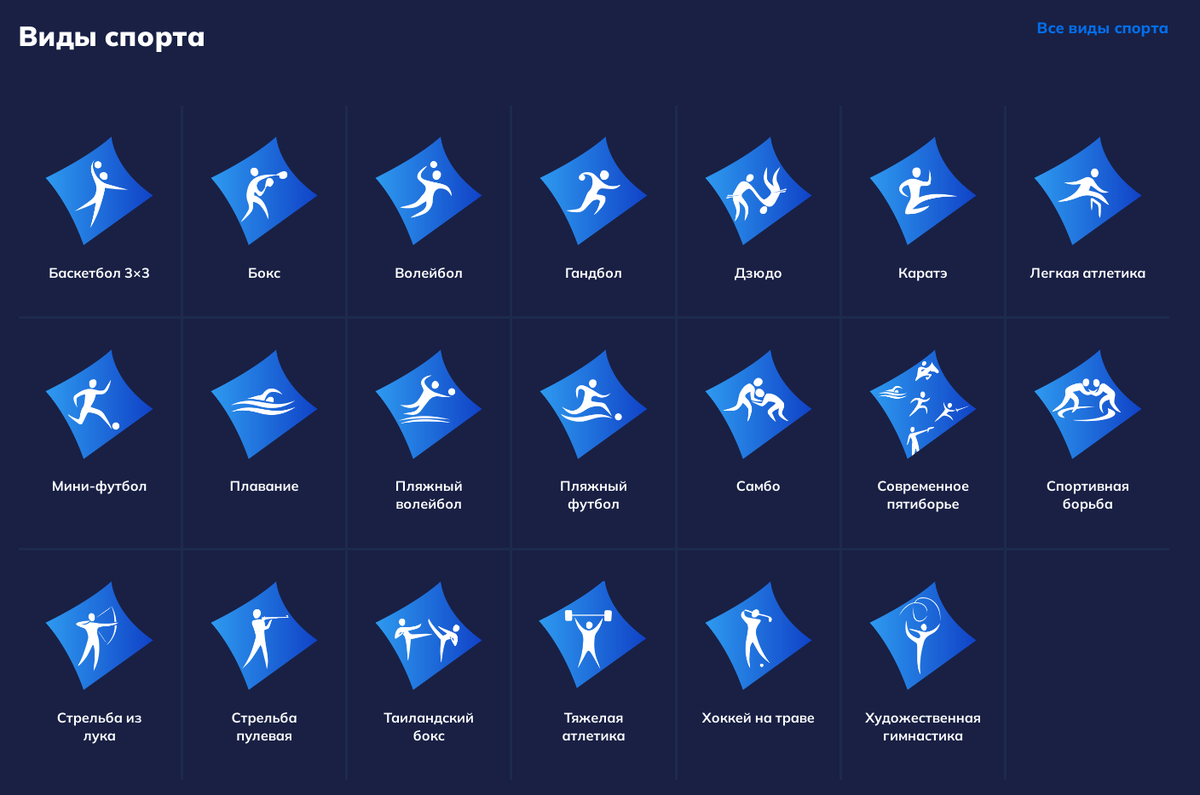 Виды спорта
Все виды спорта
Баскетбол 3×3
Бокс
Волейбол
Гандбол
Дзюдо
Каратэ
Легкая атлетика
Мини-футбол
Плавание
Пляжный
волейбол
Пляжный
футбол
Самбо
Современное
пятиборье
Спортивная
борьба
Стрельба из
лука
Стрельба
пулевая
Таиландский
бокс
Тяжелая
атлетика
Хоккей на траве
Художественная
гимнастика